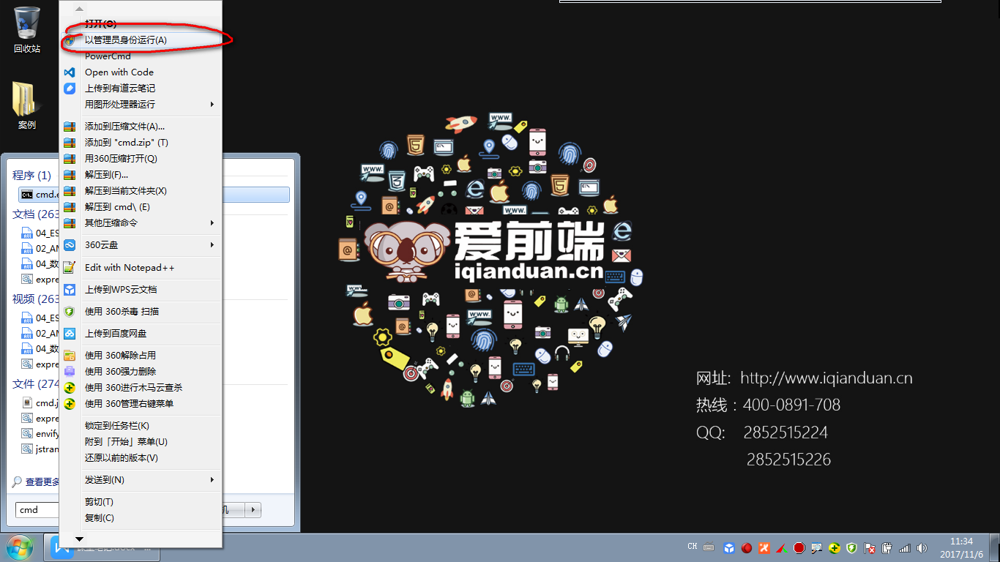 回收站
案例
打开(O)
以管理员身份运行(A)
PowerCmd
Open with Code
上传到有道云笔记
用图形处理器运行
添加到压缩文件(A)...
添加到 "cmd.zip" (T)
用360压缩打开(Q)
解压到(F)...
解压到当前文件夹(X)
解压到 cmd\ (E)
其他压缩命令
360云盘
Edit with Notepad++
上传到WPS云文档
使用 360杀毒 扫描
上传到百度网盘
使用 360解除占用
使用 360强力删除
使用 360进行木马云查杀
使用 360管理右键菜单
锁定到任务栏(K)
附到「开始」菜单(U)
还原以前的版本(V)
发送到(N)
剪切(T)
复制(C)
程序 (1)
cmd.e
文档 (263
04_ES
02_AN
04_数
expre
视频 (263
04_ES
02_AN
04_数
expre
文件 (274
cmd.j
expre
envify
jstran
查看更多
cmd
机
爱前端
iqianduan.cn
网址: http://www.iqianduan.cn
热线：400-0891-708
QQ: 2852515224
2852515226
CH
11:34
2017/11/6